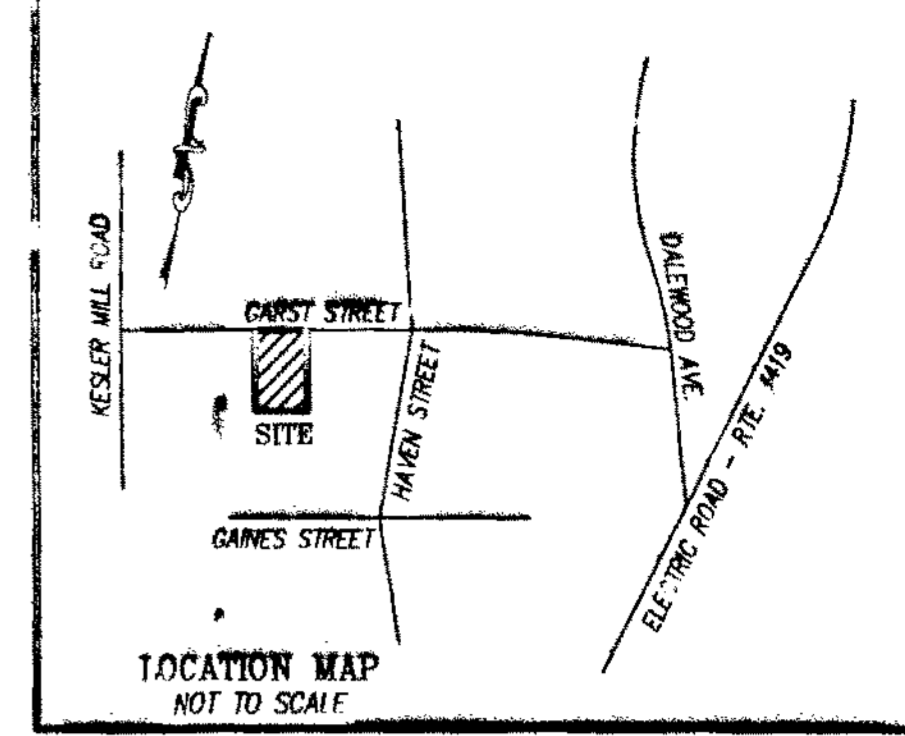 KESLER MILL ROAD
GARST STREET
SITE
HAVEN STREET
DALEWOOD AVE.
ELECTRIC ROAD - RTE. #419
GAINES STREET
LOCATION MAP
NOT TO SCALE